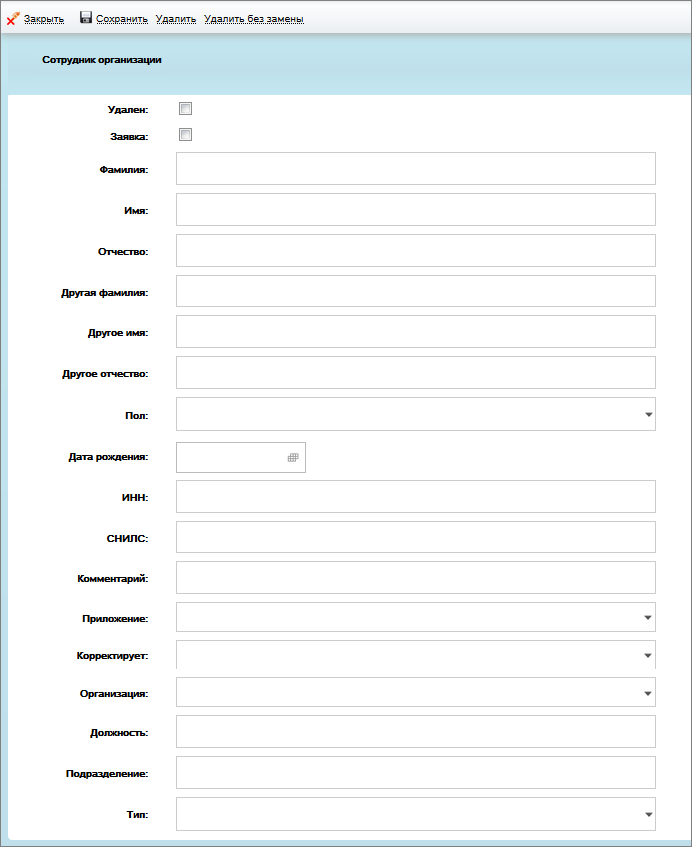 Закрыть Сохранить Удалить Удалить без замены
Сотрудник организации
Удален:
Заявка:
Фамилия:
Имя:
Отчество:
Другая фамилия:
Другое имя:
Другое отчество:
Пол:
Дата рождения:
ИНН:
СНИЛС:
Комментарий:
Приложение:
Корректирует:
Организация:
Должность:
Подразделение:
Тип: